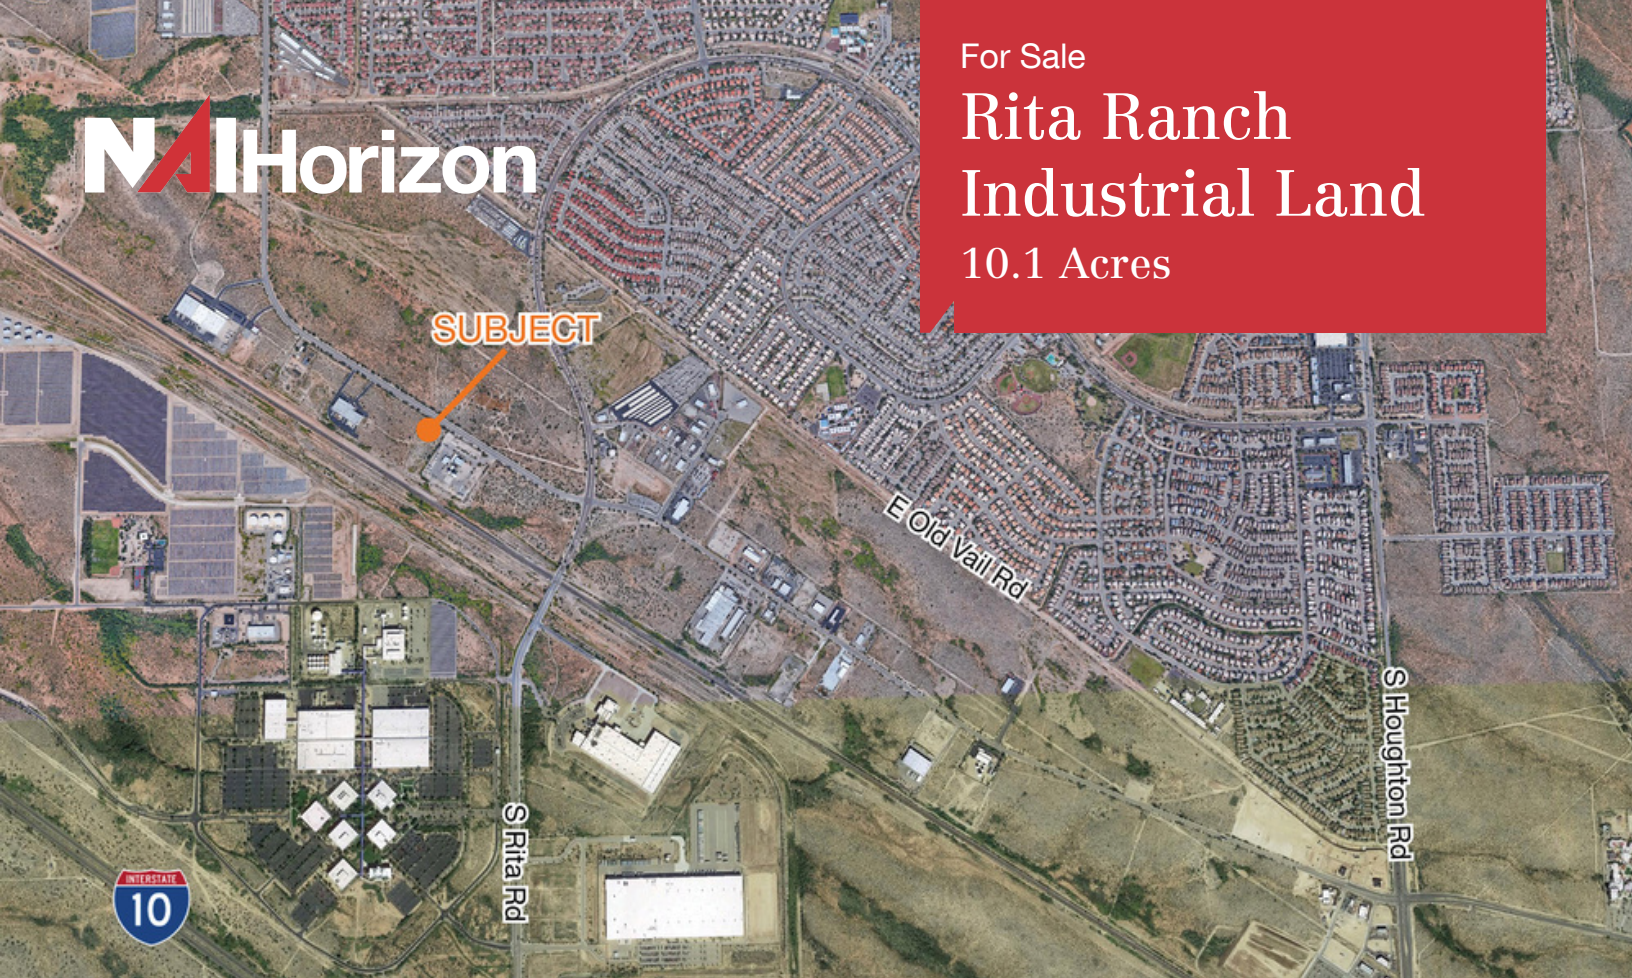 For Sale
Rita Ranch
Industrial Land
10.1 Acres
NAIHorizon
SUBJECT
E Old Vail Rd
S Houghton Rd
S Rita Rd
INTERSTATE
10